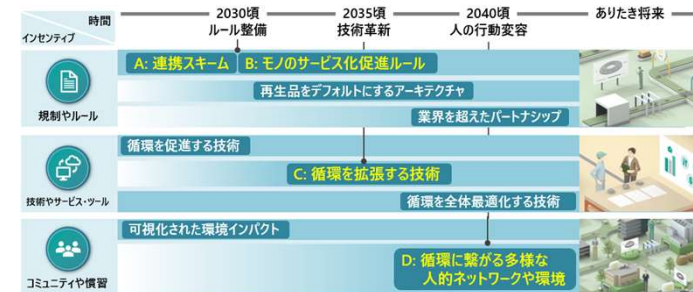 時間
インセンティブ
2030頃
ルール整備
2035頃
技術革新
2040頃
人の行動変容
ありたき将来
規制やルール
A: 連携スキーム
B: モノのサービス化促進ルール
再生品をデフォルトにするアーキテクチャ
業界を超えたパートナシップ
技術やサービス・ツール
循環を促進する技術
C: 循環を拡張する技術
循環を全体最適化する技術
コミュニティや慣習
可視化された環境インパクト
D: 循環に繋がる多様な
人的ネットワークや環境